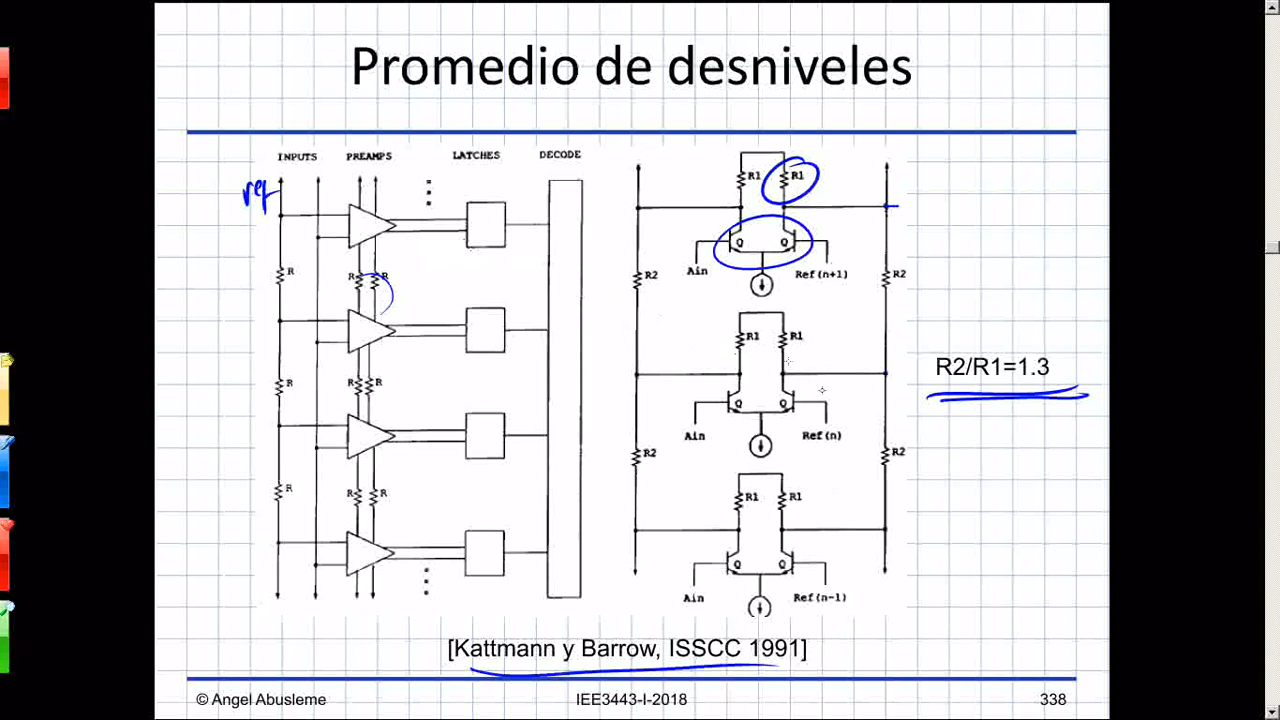 Promedio de desniveles
INPUTS PREAMPS LATCHES DECODE
ref
R R R
R R R
R R R
R1 R1
Q Q
Ain Ref(n+1)
R2 R2
R1 R1
Q Q
Ain Ref(n)
R2 R2
R1 R1
Q Q
Ain Ref(n-1)
R2/R1=1.3
[Kattmann y Barrow, ISSCC 1991]
© Angel Abusleme IEE3443-I-2018 338